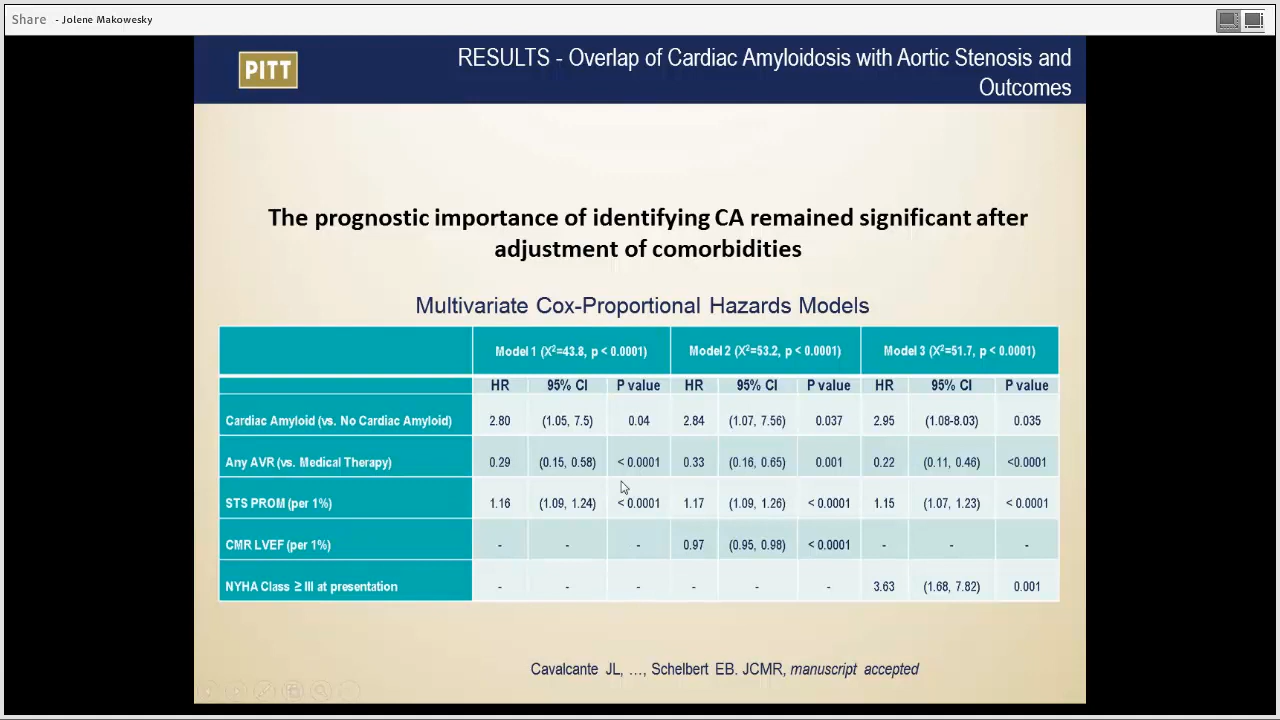 Share - Jolene Makowesky
PITT
RESULTS - Overlap of Cardiac Amyloidosis with Aortic Stenosis and
Outcomes
The prognostic importance of identifying CA remained significant after
adjustment of comorbidities
Multivariate Cox-Proportional Hazards Models
Model 1 (X²=43.8, p < 0.0001) Model 2 (X²=53.2, p < 0.0001) Model 3 (X²=51.7, p < 0.0001)
HR 95% CI P value HR 95% CI P value HR 95% CI P value
Cardiac Amyloid (vs. No Cardiac Amyloid) 2.80 (1.05, 7.5) 0.04 2.84 (1.07, 7.56) 0.037 2.95 (1.08-8.03) 0.035
Any AVR (vs. Medical Therapy) 0.29 (0.15, 0.58) < 0.0001 0.33 (0.16, 0.65) 0.001 0.22 (0.11, 0.46) <0.0001
STS PROM (per 1%) 1.16 (1.09, 1.24) < 0.0001 1.17 (1.09, 1.26) < 0.0001 1.15 (1.07, 1.23) < 0.0001
CMR LVEF (per 1%) - - - 0.97 (0.95, 0.98) < 0.0001 - - -
NYHA Class ≥ III at presentation - - - - - - 3.63 (1.68, 7.82) 0.001
Cavalcante JL, …, Schelbert EB. JCMR, manuscript accepted